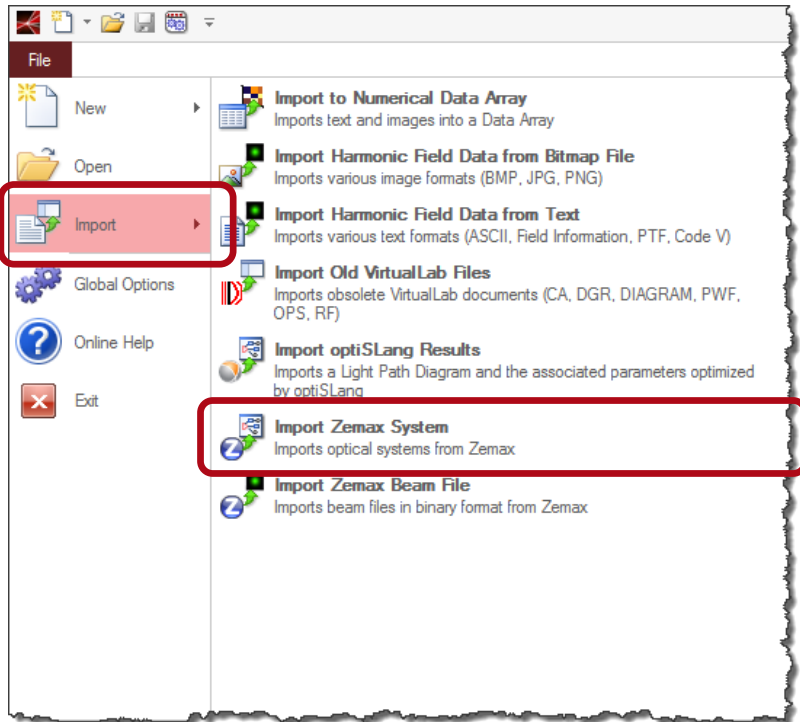 File
New
Open
Import
Global Options
Online Help
Exit
Import to Numerical Data Array
Imports text and images into a Data Array
Import Harmonic Field Data from Bitmap File
Imports various image formats (BMP, JPG, PNG)
Import Harmonic Field Data from Text
Imports various text formats (ASCII, Field Information, PTF, Code V)
Import Old VirtualLab Files
Imports obsolete VirtualLab documents (CA, DGR, DIAGRAM, PWF,
OPS, RF)
Import optiSLang Results
Imports a Light Path Diagram and the associated parameters optimized
by optiSLang
Import Zemax System
Imports optical systems from Zemax
Import Zemax Beam File
Imports beam files in binary format from Zemax